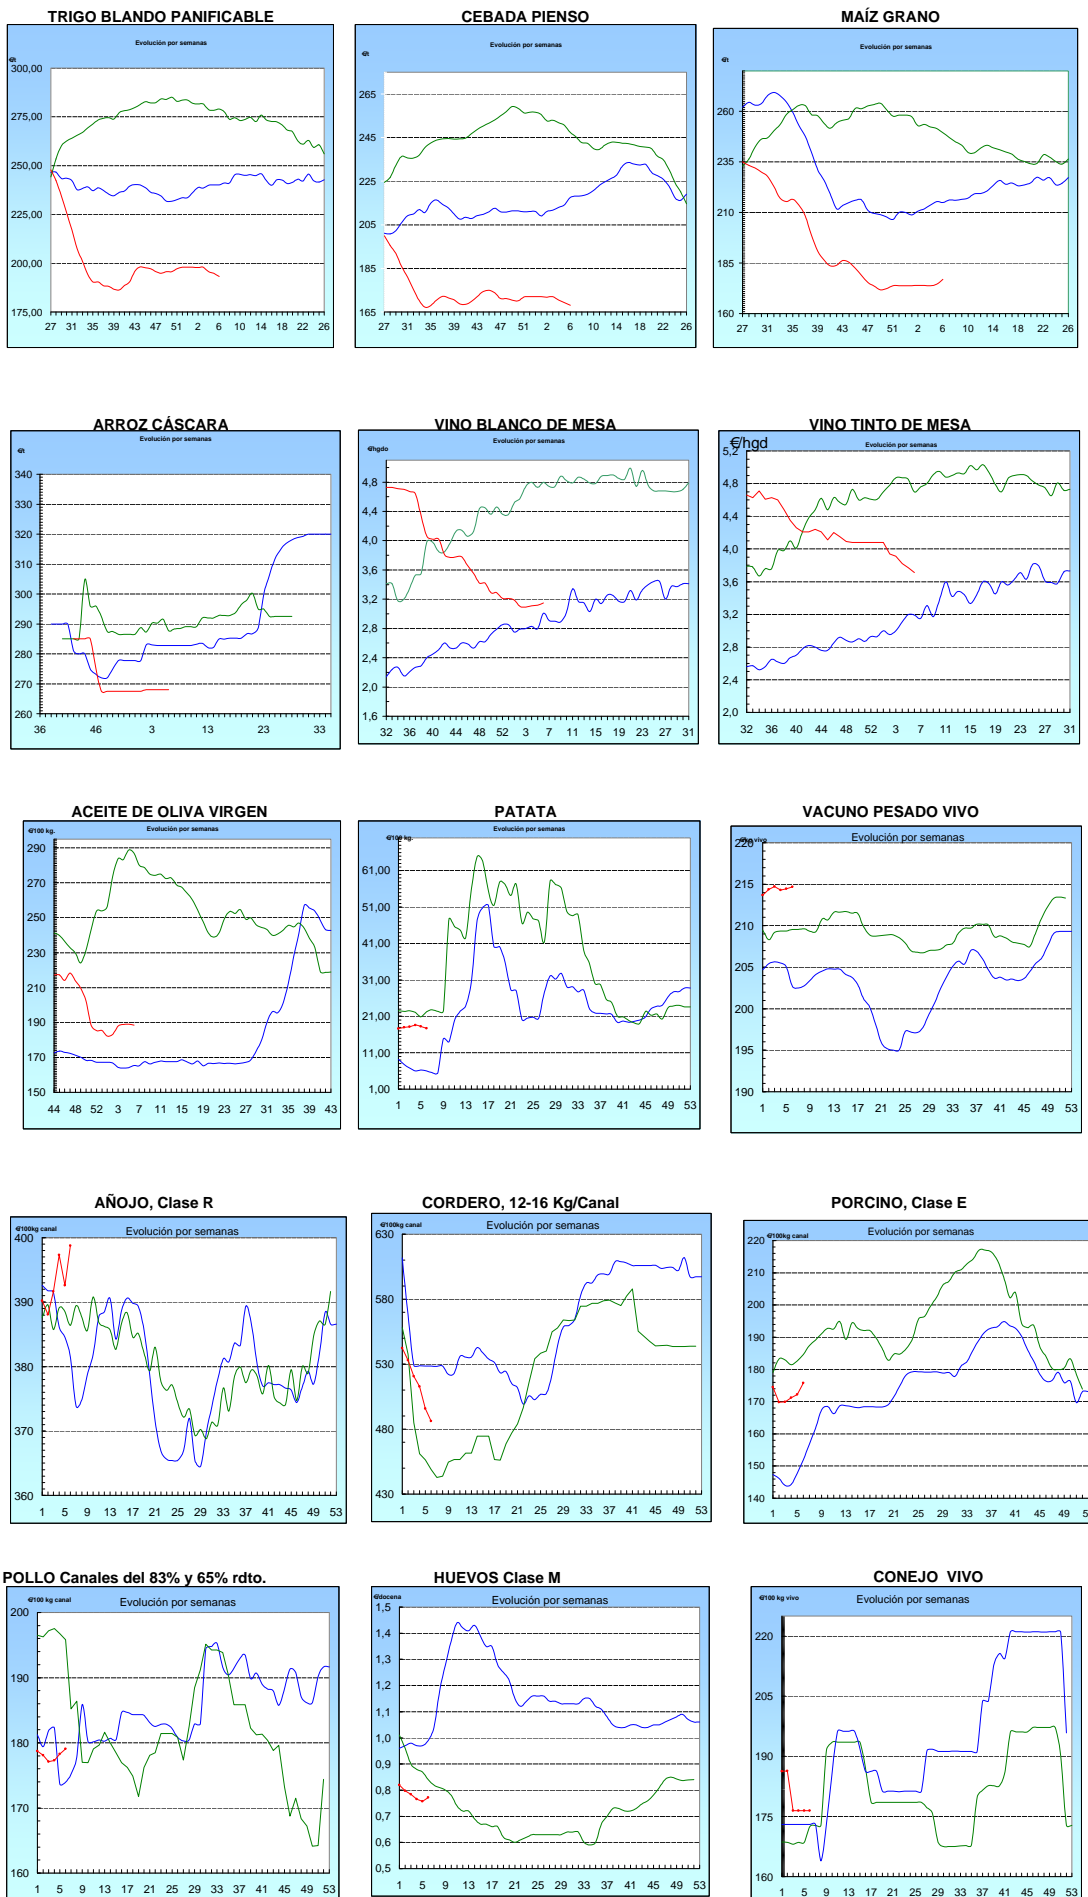 TRIGO BLANDO PANIFICABLE
Evolución por semanas
€/t
300,00
275,00
250,00
225,00
200,00
175,00
27 31 35 39 43 47 51 2 6 10 14 18 22 26
CEBADA PIENSO
Evolución por semanas
€/t
265
245
225
205
185
165
27 31 35 39 43 47 51 2 6 10 14 18 22 26
MAÍZ GRANO
Evolución por semanas
€/t
260
235
210
185
160
27 31 35 39 43 47 51 2 6 10 14 18 22 26
ARROZ CÁSCARA
Evolución por semanas
€/t
340
330
320
310
300
290
280
270
260
36 46 3 13 23 33
VINO BLANCO DE MESA
Evolución por semanas
€/hgdo
4,8
4,4
4,0
3,6
3,2
2,8
2,4
2,0
1,6
32 36 40 44 48 52 3 7 11 15 19 23 27 31
VINO TINTO DE MESA
Evolución por semanas
€/hgd
5,2
4,8
4,4
4,0
3,6
3,2
2,8
2,4
2,0
32 36 40 44 48 52 3 7 11 15 19 23 27 31
ACEITE DE OLIVA VIRGEN
Evolución por semanas
€/100 kg.
290
270
250
230
210
190
170
150
44 48 52 3 7 11 15 19 23 27 31 35 39 43
PATATA
Evolución por semanas
€/100 kg.
61,00
51,00
41,00
31,00
21,00
11,00
1,00
1 5 9 13 17 21 25 29 33 37 41 45 49 53
VACUNO PESADO VIVO
Evolución por semanas
220
215
210
205
200
195
190
1 5 9 13 17 21 25 29 33 37 41 45 49 53
AÑOJO, Clase R
Evolución por semanas
€/100kg canal
400
390
380
370
360
1 5 9 13 17 21 25 29 33 37 41 45 49 53
CORDERO, 12-16 Kg/Canal
Evolución por semanas
€/100kg canal
630
580
530
480
430
1 5 9 13 17 21 25 29 33 37 41 45 49 53
PORCINO, Clase E
Evolución por semanas
€/100kg canal
220
210
200
190
180
170
160
150
140
1 5 9 13 17 21 25 29 33 37 41 45 49
POLLO Canales del 83% y 65% rdto.
Evolución por semanas
€/100 kg canal
200
190
180
170
160
1 5 9 13 17 21 25 29 33 37 41 45 49 53
HUEVOS Clase M
Evolución por semanas
€/docena
1,5
1,4
1,3
1,2
1,1
1,0
0,9
0,8
0,7
0,6
0,5
1 5 9 13 17 21 25 29 33 37 41 45 49 53
CONEJO VIVO
Evolución por semanas
€/100 kg vivo
220
205
190
175
160
1 5 9 13 17 21 25 29 33 37 41 45 49 53